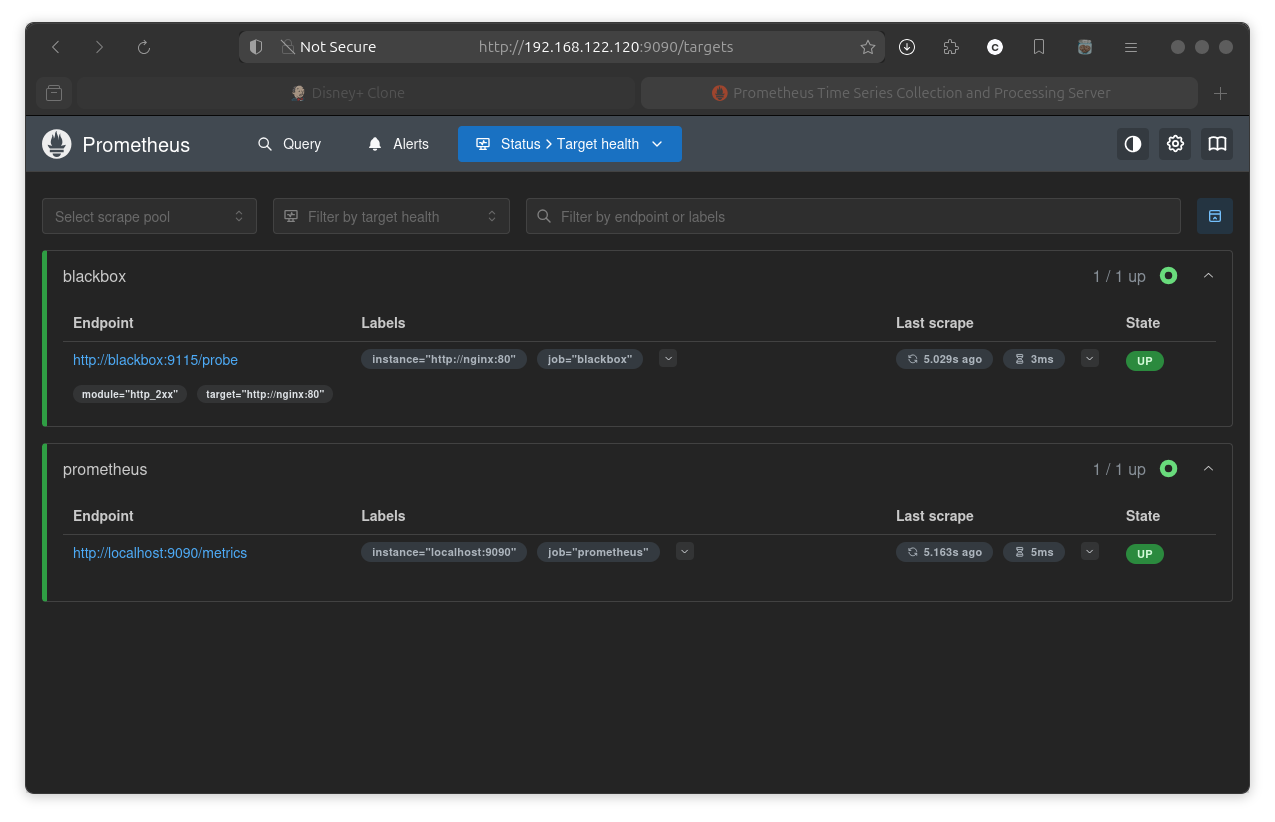 Not Secure http://192.168.122.120:9090/targets
Disney+ Clone Prometheus Time Series Collection and Processing Server
Prometheus Query Alerts Status > Target health
Select scrape pool Filter by target health Filter by endpoint or labels
blackbox 1 / 1 up
Endpoint Labels Last scrape State
http://blackbox:9115/probe instance="http://nginx:80" job="blackbox" 5.029s ago 3ms UP
module="http_2xx" target="http://nginx:80"
prometheus 1 / 1 up
Endpoint Labels Last scrape State
http://localhost:9090/metrics instance="localhost:9090" job="prometheus" 5.163s ago 5ms UP